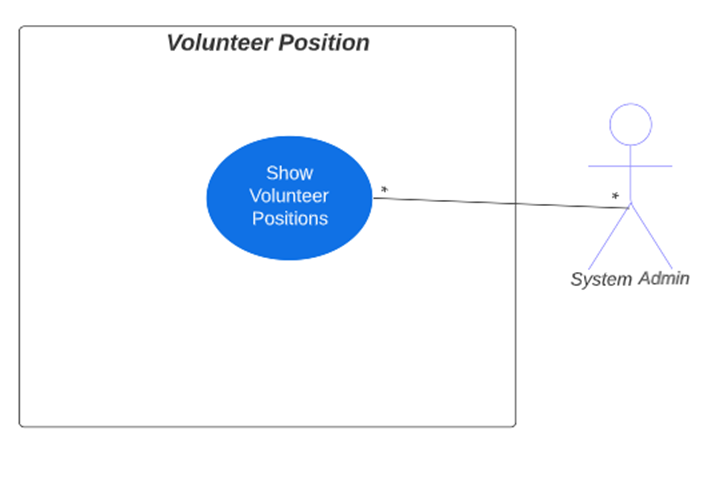 Volunteer Position
Show
Volunteer
Positions
*
*
System Admin